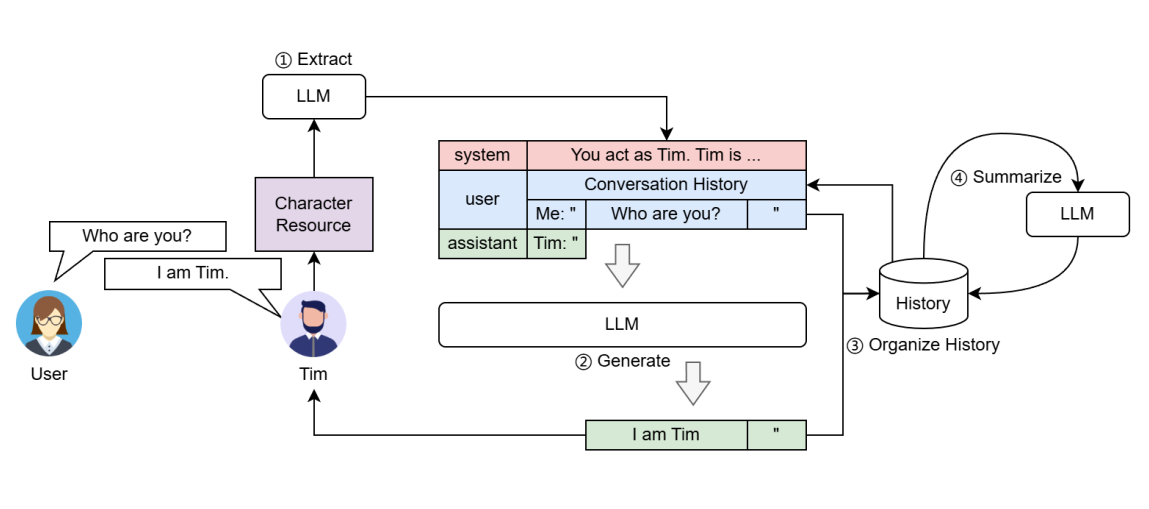 ① Extract
LLM
Character
Resource
Who are you?
I am Tim.
User
Tim
system You act as Tim. Tim is ...
user Conversation History
Me: " Who are you? "
assistant Tim: "
LLM
② Generate
I am Tim "
④ Summarize
LLM
History
③ Organize History